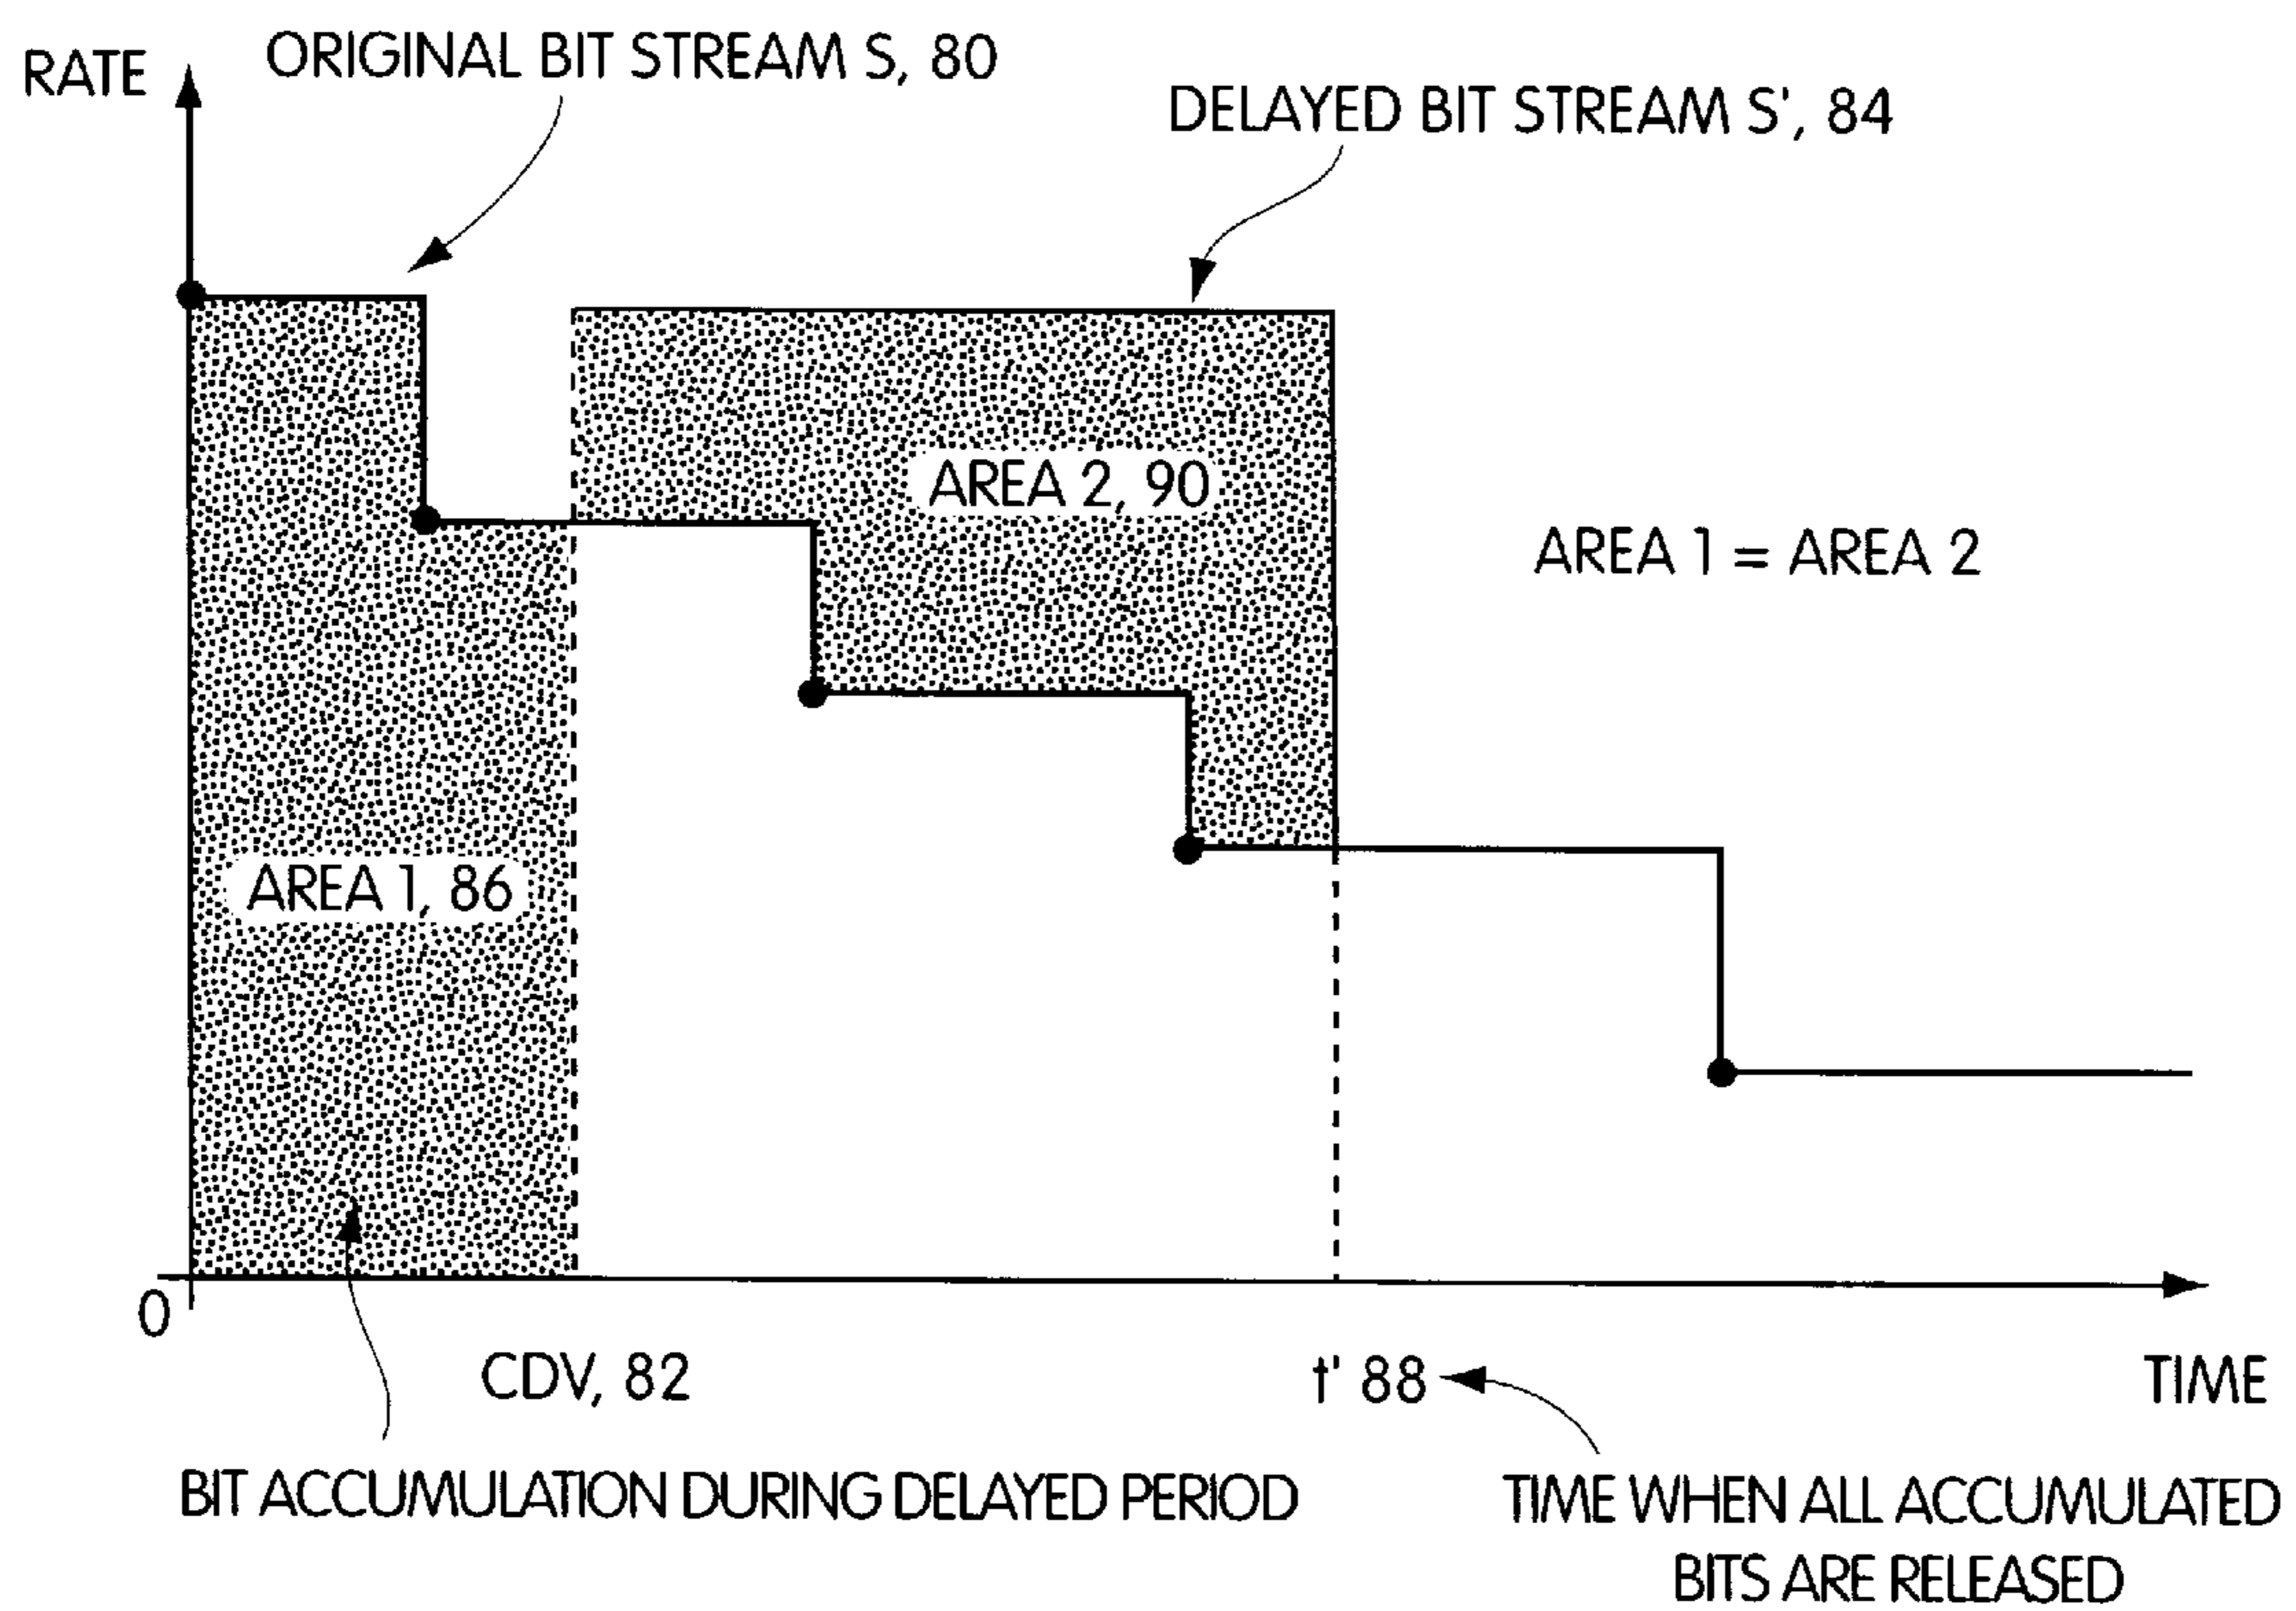 RATE
ORIGINAL BIT STREAM S, 80
DELAYED BIT STREAM S', 84
AREA 2, 90
AREA 1 = AREA 2
AREA 1, 86
0
CDV, 82
t' 88
TIME
BIT ACCUMULATION DURING DELAYED PERIOD
TIME WHEN ALL ACCUMULATED
BITS ARE RELEASED